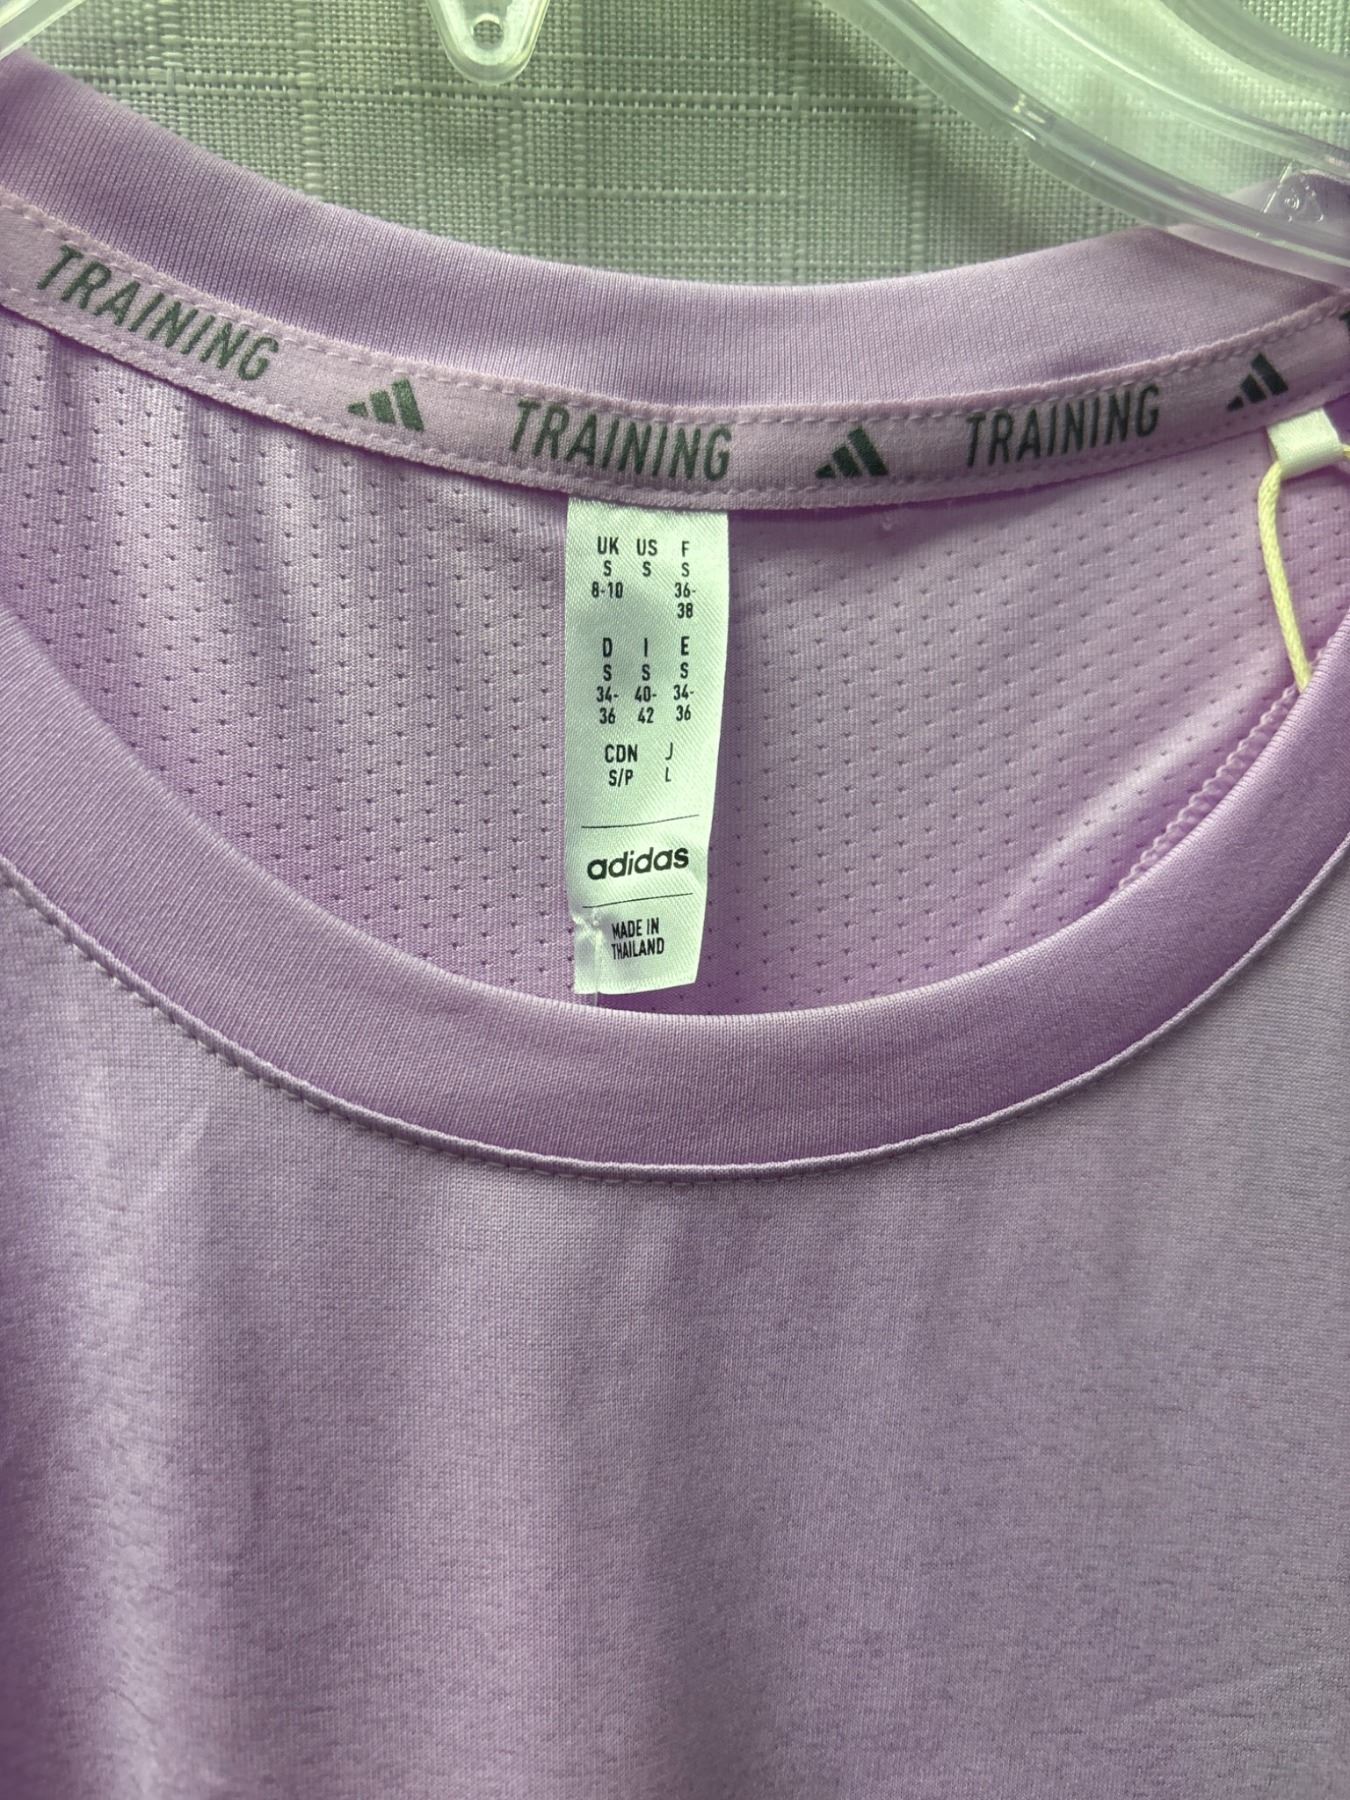 TRAINING TRAINING TRAINING
UK US F
S S S
8-10 36-
38
D I E
S S S
34- 40- 34-
36 42 36
CDN J
S/P L
adidas
MADE IN
THAILAND